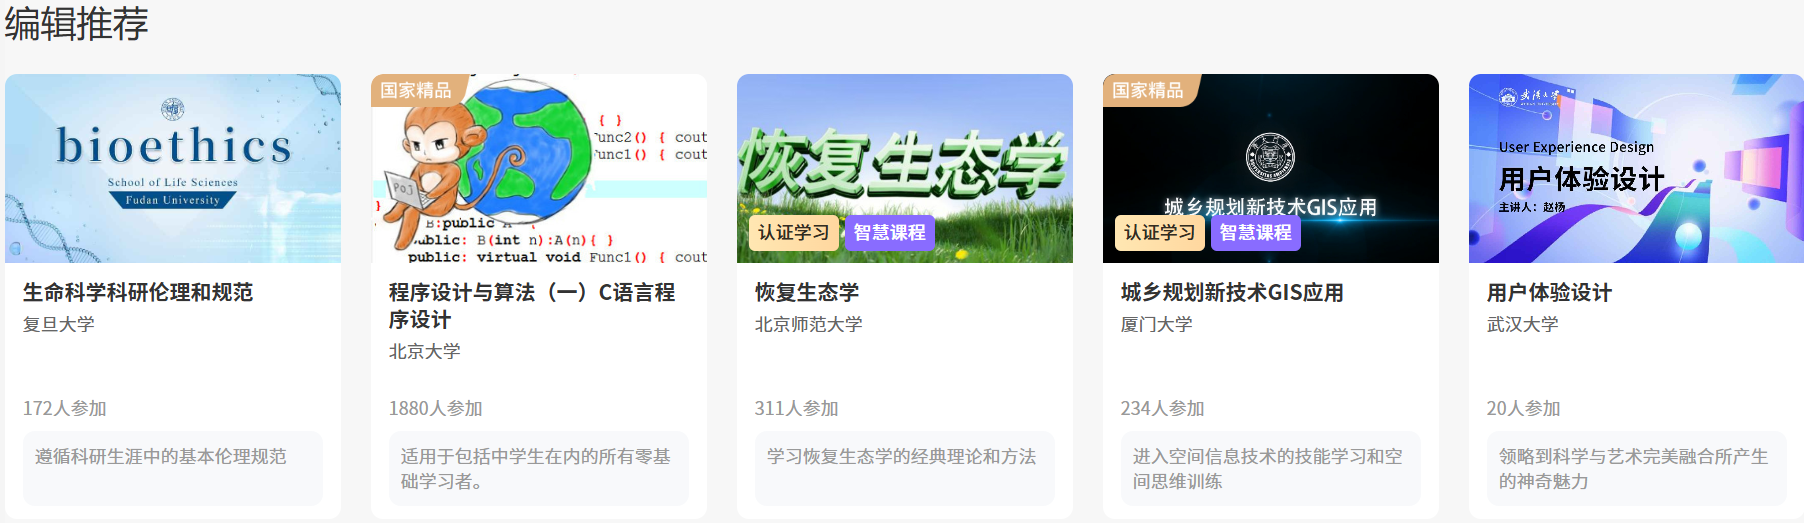 编辑推荐
bioethics
School of Life Sciences
Fudan University
生命科学科研伦理和规范
复旦大学
172人参加
遵循科研生涯中的基本伦理规范
国家精品
{ }
Func2() { cout
Func1() { cout
POJ
B:public A
public: B(int n):A(n){ }
public: virtual void Func1() { cout
程序设计与算法（一）C语言程
序设计
北京大学
1880人参加
适用于包括中学生在内的所有零基
础学习者。
恢复生态学
认证学习 智慧课程
恢复生态学
北京师范大学
311人参加
学习恢复生态学的经典理论和方法
国家精品
城乡规划新技术GIS应用
认证学习 智慧课程
城乡规划新技术GIS应用
厦门大学
234人参加
进入空间信息技术的技能学习和空
间思维训练
武汉大学
User Experience Design
用户体验设计
主讲人：赵杨
用户体验设计
武汉大学
20人参加
领略到科学与艺术完美融合所产生
的神奇魅力